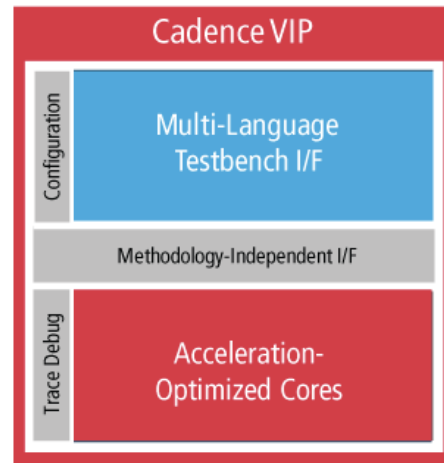 Cadence VIP
Configuration
Multi-Language
Testbench I/F
Methodology-Independent I/F
Trace Debug
Acceleration-
Optimized Cores